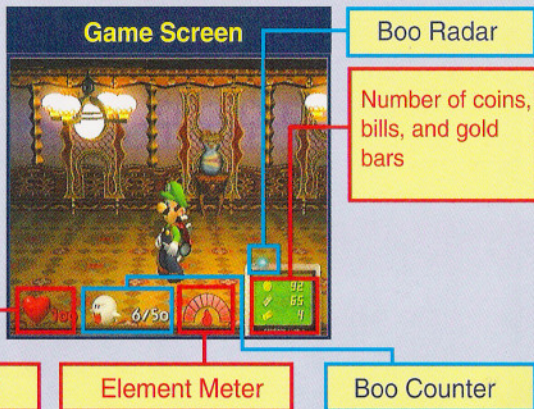 Game Screen
Boo Radar
Number of coins,
bills, and gold
bars
100
6/50
92
65
4
Element Meter
Boo Counter